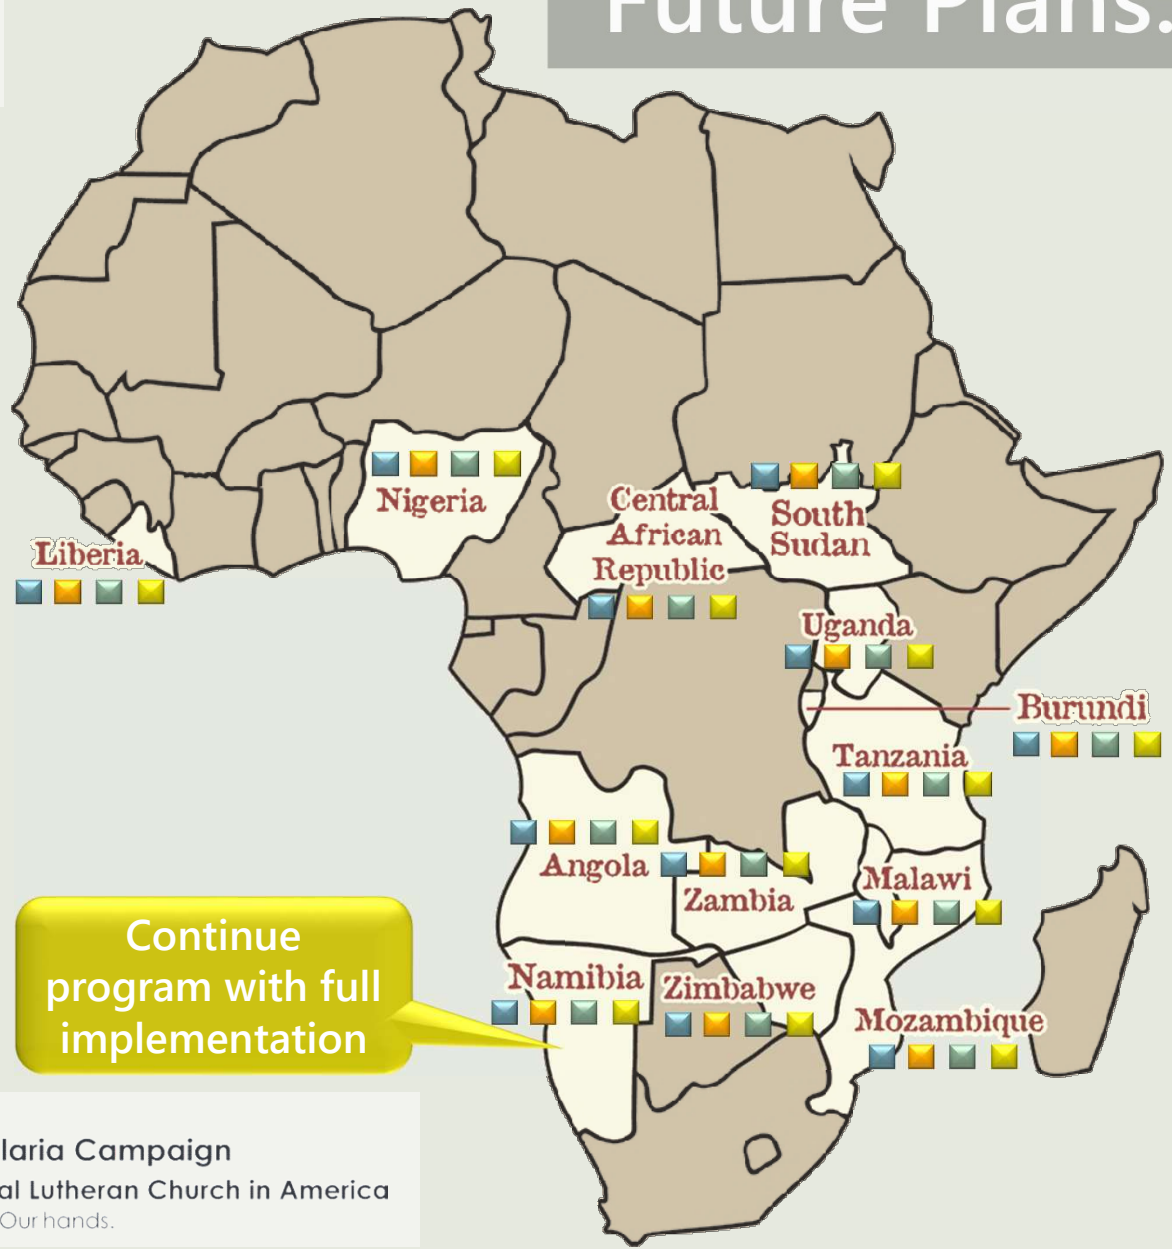 Future Plans.
Nigeria
Central
African
Republic
South
Sudan
Liberia
Uganda
Burundi
Tanzania
Angola
Zambia
Malawi
Continue
program with full
implementation
Namibia
Zimbabwe
Mozambique
laria Campaign
al Lutheran Church in America
Our hands.